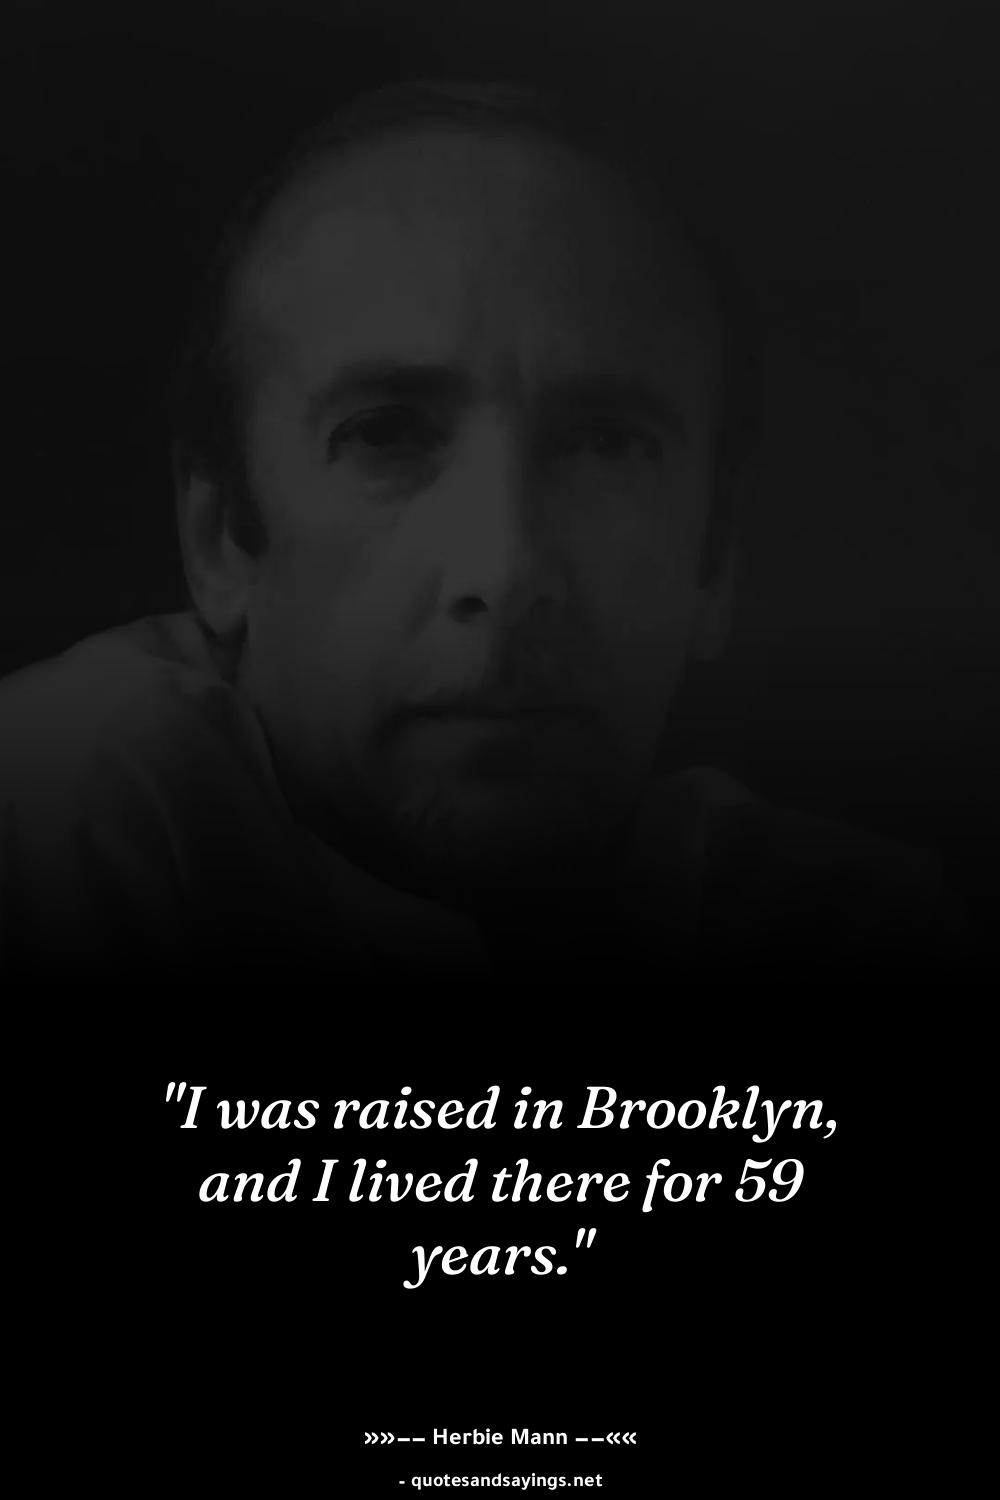 "I was raised in Brooklyn,
and I lived there for 59
years."
»»−− Herbie Mann −−««
- quotesandsayings.net